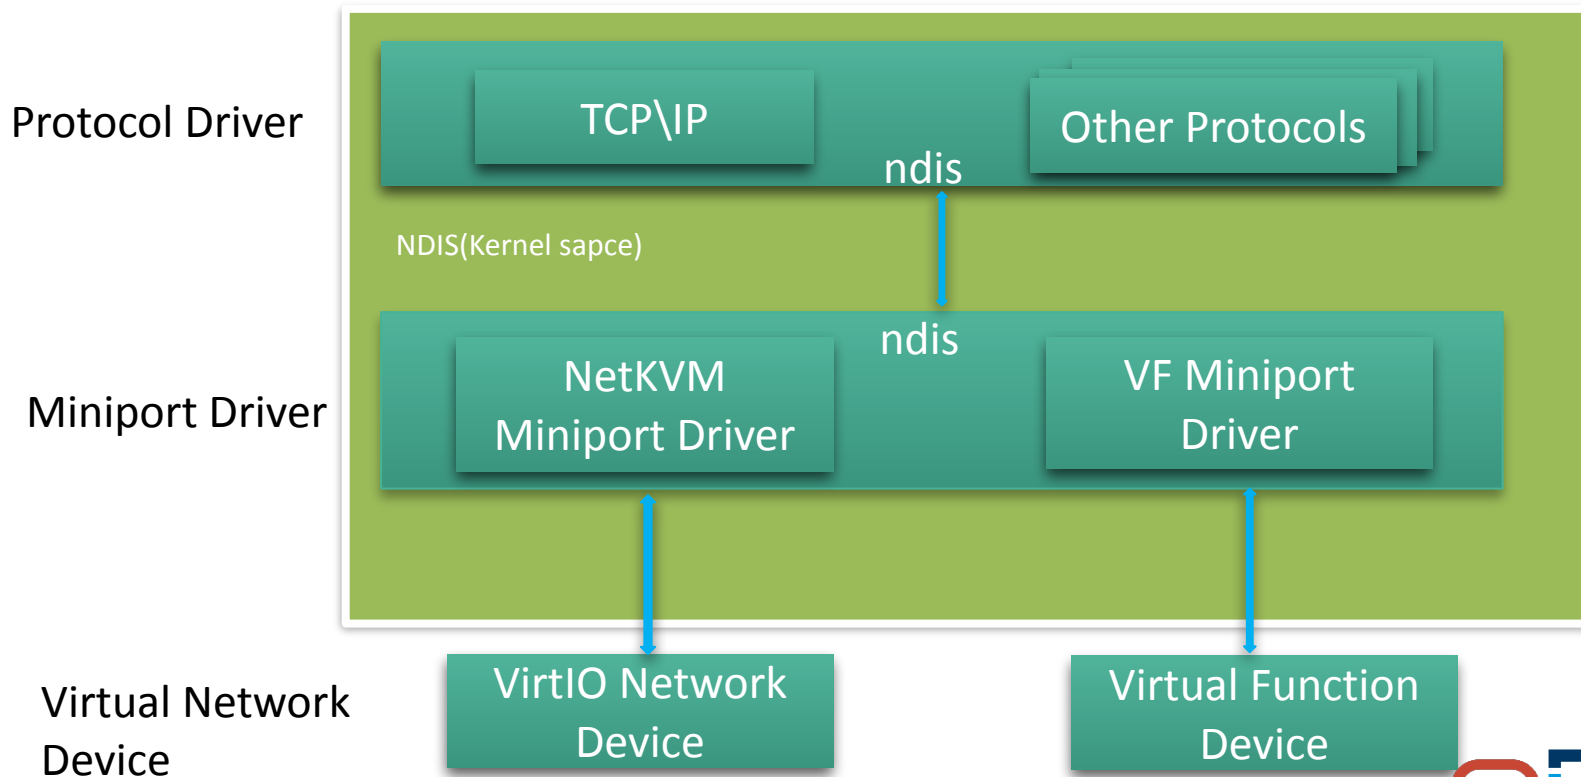 Protocol Driver
TCP\IP
Other Protocols
ndis
NDIS(Kernel sapce)
Miniport Driver
ndis
NetKVM
Miniport Driver
VF Miniport
Driver
Virtual Network
Device
VirtIO Network
Device
Virtual Function
Device